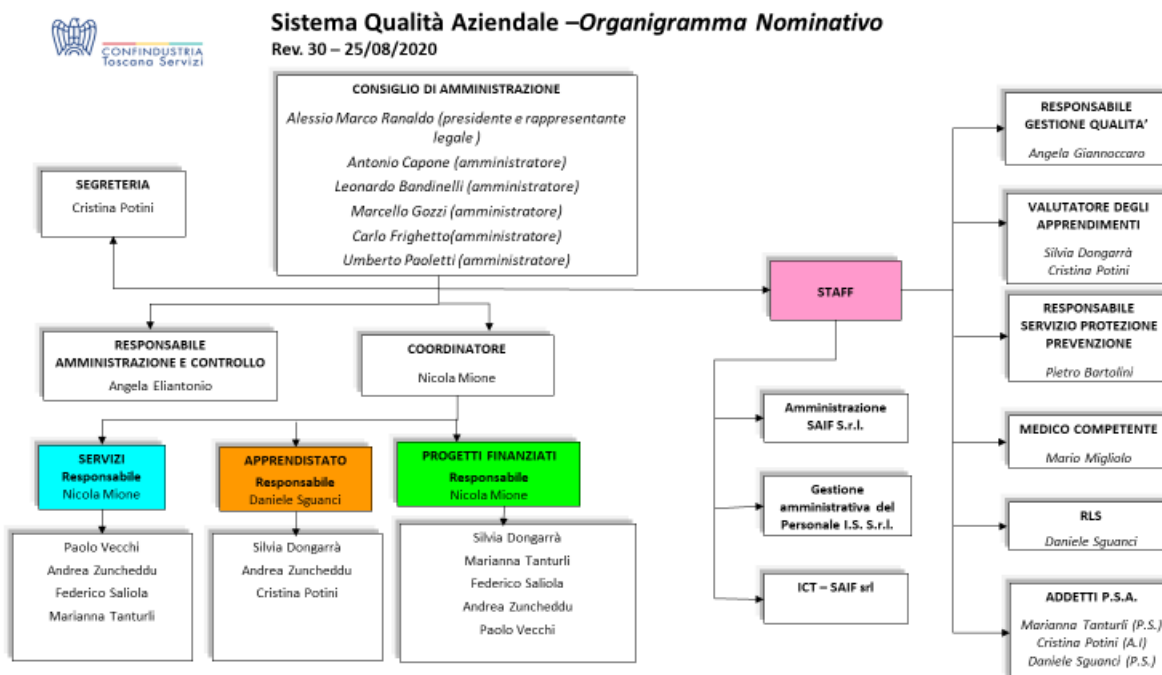 Sistema Qualità Aziendale –Organigramma Nominativo
Rev. 30 – 25/08/2020
CONFINDUSTRIA
Toscana Servizi
CONSIGLIO DI AMMINISTRAZIONE
Alessio Marco Ranaldo (presidente e rappresentante
legale )
Antonio Capone (amministratore)
Leonardo Bandinelli (amministratore)
Marcello Gozzi (amministratore)
Carlo Frighetto(amministratore)
Umberto Paoletti (amministratore)
SEGRETERIA
Cristina Potini
STAFF
RESPONSABILE
AMMINISTRAZIONE E CONTROLLO
Angela Eliantonio
COORDINATORE
Nicola Mione
SERVIZI
Responsabile
Nicola Mione
Paolo Vecchi
Andrea Zuncheddu
Federico Saliola
Marianna Tanturli
APPRENDISTATO
Responsabile
Daniele Sguanci
Silvia Dongarrà
Andrea Zuncheddu
Cristina Potini
PROGETTI FINANZIATI
Responsabile
Nicola Mione
Silvia Dongarrà
Marianna Tanturli
Federico Saliola
Andrea Zuncheddu
Paolo Vecchi
Amministrazione
SAIF S.r.l.
Gestione
amministrativa del
Personale I.S. S.r.l.
ICT – SAIF srl
RESPONSABILE
GESTIONE QUALITA'
Angela Giannoccaro
VALUTATORE DEGLI
APPRENDIMENTI
Silvia Dongarrà
Cristina Potini
RESPONSABILE
SERVIZIO PROTEZIONE
PREVENZIONE
Pietro Bartolini
MEDICO COMPETENTE
Mario Migliolo
RLS
Daniele Sguanci
ADDETTI P.S.A.
Marianna Tanturli (P.S.)
Cristina Potini (A.I)
Daniele Sguanci (P.S.)